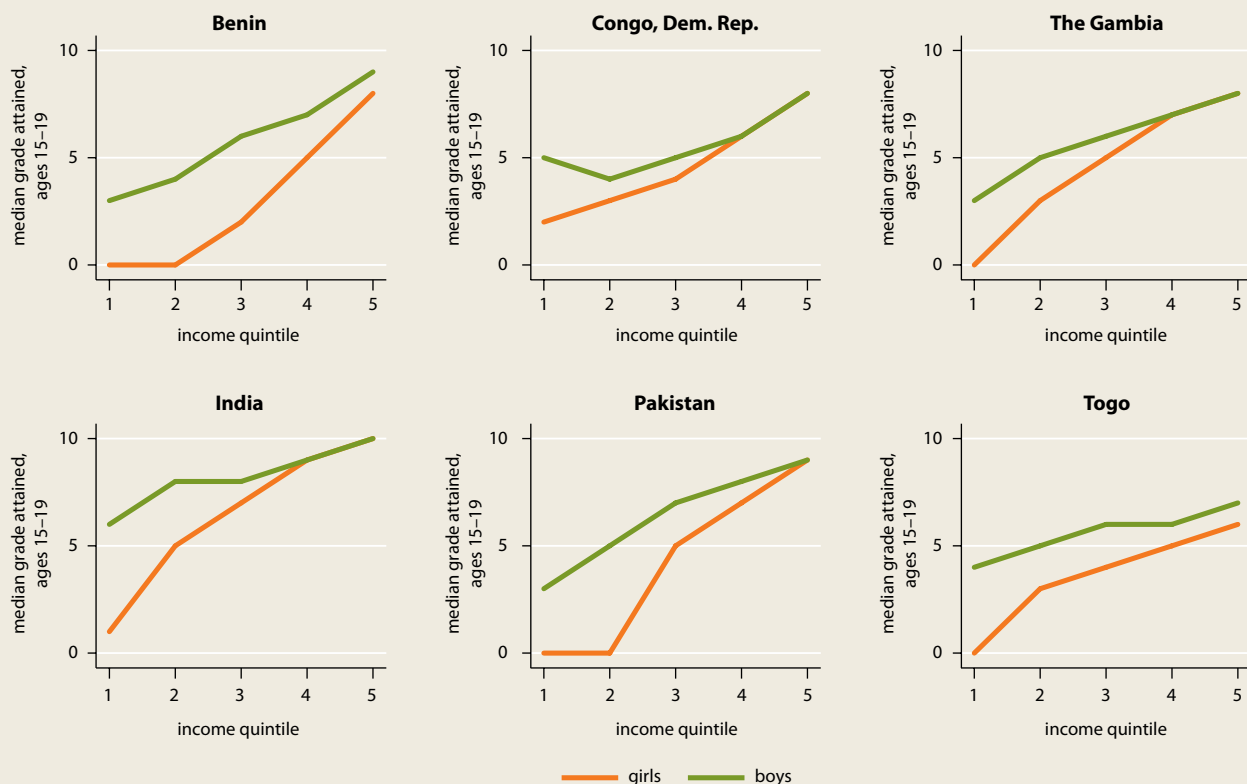 Benin
10
5
0
median grade attained,
ages 15–19
1 2 3 4 5
income quintile
Congo, Dem. Rep.
10
5
0
median grade attained,
ages 15–19
1 2 3 4 5
income quintile
The Gambia
10
5
0
median grade attained,
ages 15–19
1 2 3 4 5
income quintile
India
10
5
0
median grade attained,
ages 15–19
1 2 3 4 5
income quintile
Pakistan
10
5
0
median grade attained,
ages 15–19
1 2 3 4 5
income quintile
Togo
10
5
0
median grade attained,
ages 15–19
1 2 3 4 5
income quintile
girls boys